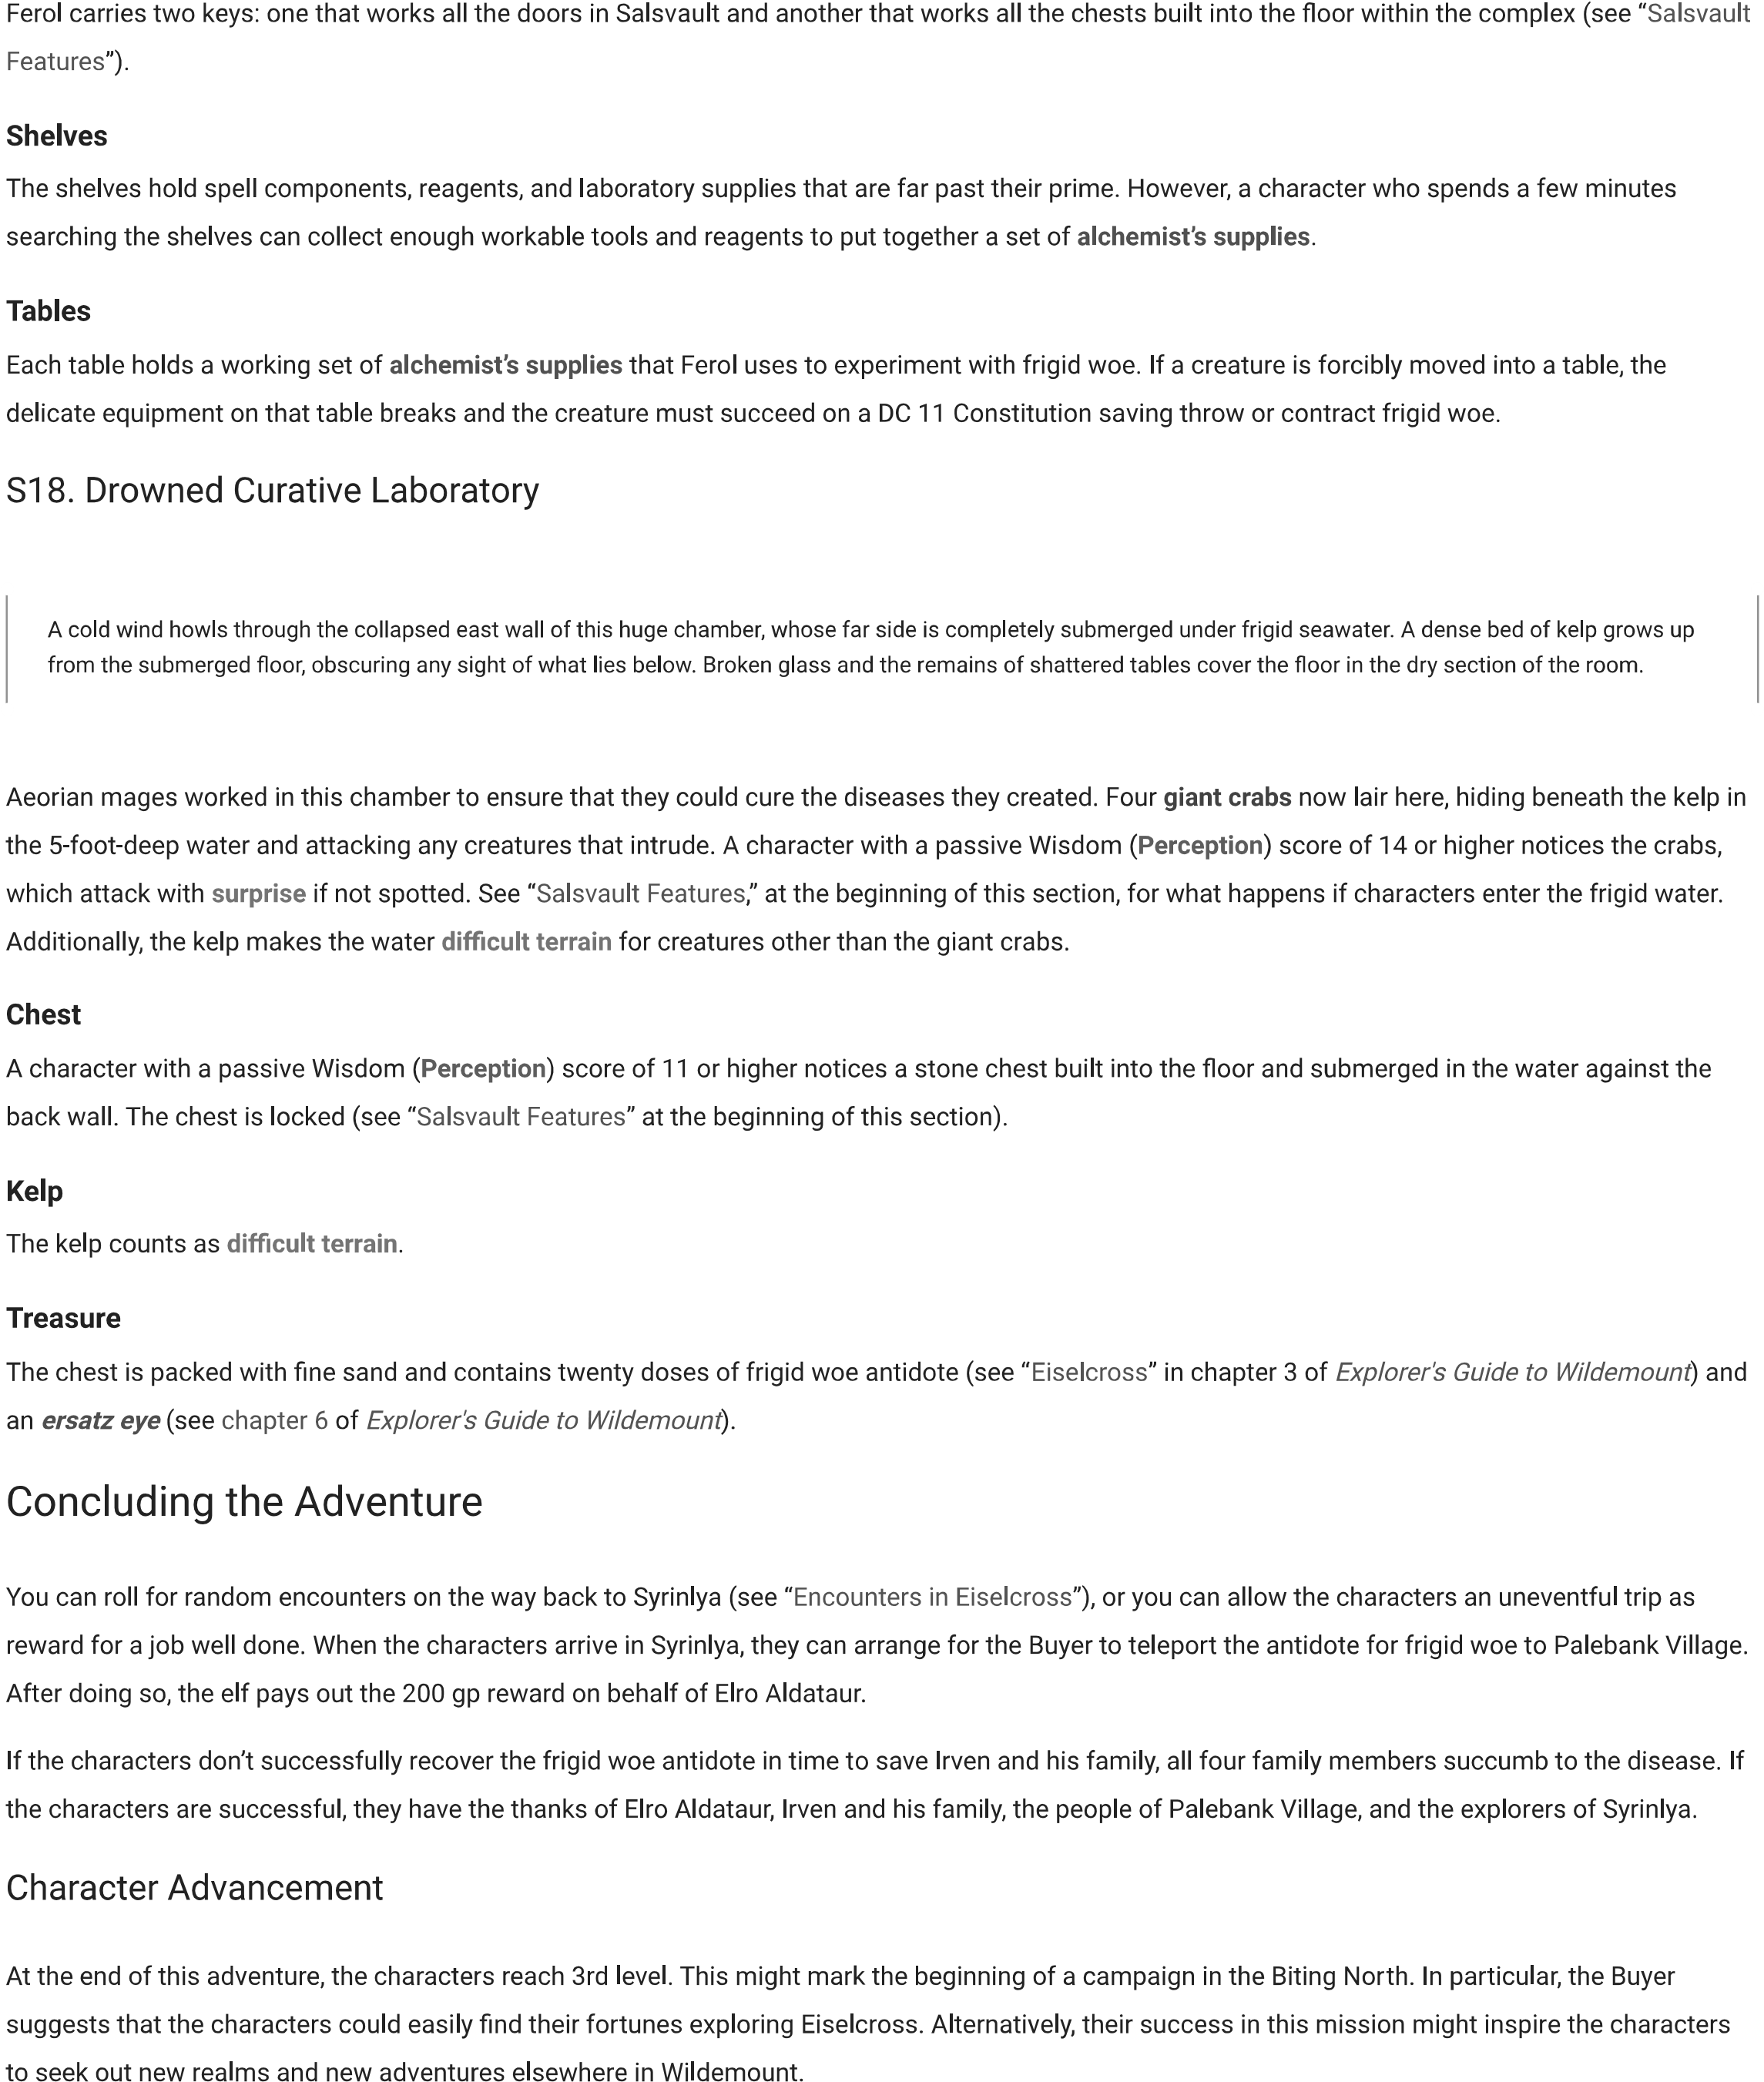 Ferol carries two keys: one that works all the doors in Salsvault and another that works all the chests built into the floor within the complex (see “Salsvault
Features”).
Shelves
The shelves hold spell components, reagents, and laboratory supplies that are far past their prime. However, a character who spends a few minutes
searching the shelves can collect enough workable tools and reagents to put together a set of alchemist’s supplies.
Tables
Each table holds a working set of alchemist’s supplies that Ferol uses to experiment with frigid woe. If a creature is forcibly moved into a table, the
delicate equipment on that table breaks and the creature must succeed on a DC 11 Constitution saving throw or contract frigid woe.
S18. Drowned Curative Laboratory
A cold wind howls through the collapsed east wall of this huge chamber, whose far side is completely submerged under frigid seawater. A dense bed of kelp grows up
from the submerged floor, obscuring any sight of what lies below. Broken glass and the remains of shattered tables cover the floor in the dry section of the room.
Aeorian mages worked in this chamber to ensure that they could cure the diseases they created. Four giant crabs now lair here, hiding beneath the kelp in
the 5-foot-deep water and attacking any creatures that intrude. A character with a passive Wisdom (Perception) score of 14 or higher notices the crabs,
which attack with surprise if not spotted. See “Salsvault Features,” at the beginning of this section, for what happens if characters enter the frigid water.
Additionally, the kelp makes the water difficult terrain for creatures other than the giant crabs.
Chest
A character with a passive Wisdom (Perception) score of 11 or higher notices a stone chest built into the floor and submerged in the water against the
back wall. The chest is locked (see “Salsvault Features” at the beginning of this section).
Kelp
The kelp counts as difficult terrain.
Treasure
The chest is packed with fine sand and contains twenty doses of frigid woe antidote (see “Eiselcross” in chapter 3 of Explorer's Guide to Wildemount) and
an ersatz eye (see chapter 6 of Explorer's Guide to Wildemount).
Concluding the Adventure
You can roll for random encounters on the way back to Syrinlya (see “Encounters in Eiselcross”), or you can allow the characters an uneventful trip as
reward for a job well done. When the characters arrive in Syrinlya, they can arrange for the Buyer to teleport the antidote for frigid woe to Palebank Village.
After doing so, the elf pays out the 200 gp reward on behalf of Elro Aldataur.
If the characters don’t successfully recover the frigid woe antidote in time to save Irven and his family, all four family members succumb to the disease. If
the characters are successful, they have the thanks of Elro Aldataur, Irven and his family, the people of Palebank Village, and the explorers of Syrinlya.
Character Advancement
At the end of this adventure, the characters reach 3rd level. This might mark the beginning of a campaign in the Biting North. In particular, the Buyer
suggests that the characters could easily find their fortunes exploring Eiselcross. Alternatively, their success in this mission might inspire the characters
to seek out new realms and new adventures elsewhere in Wildemount.